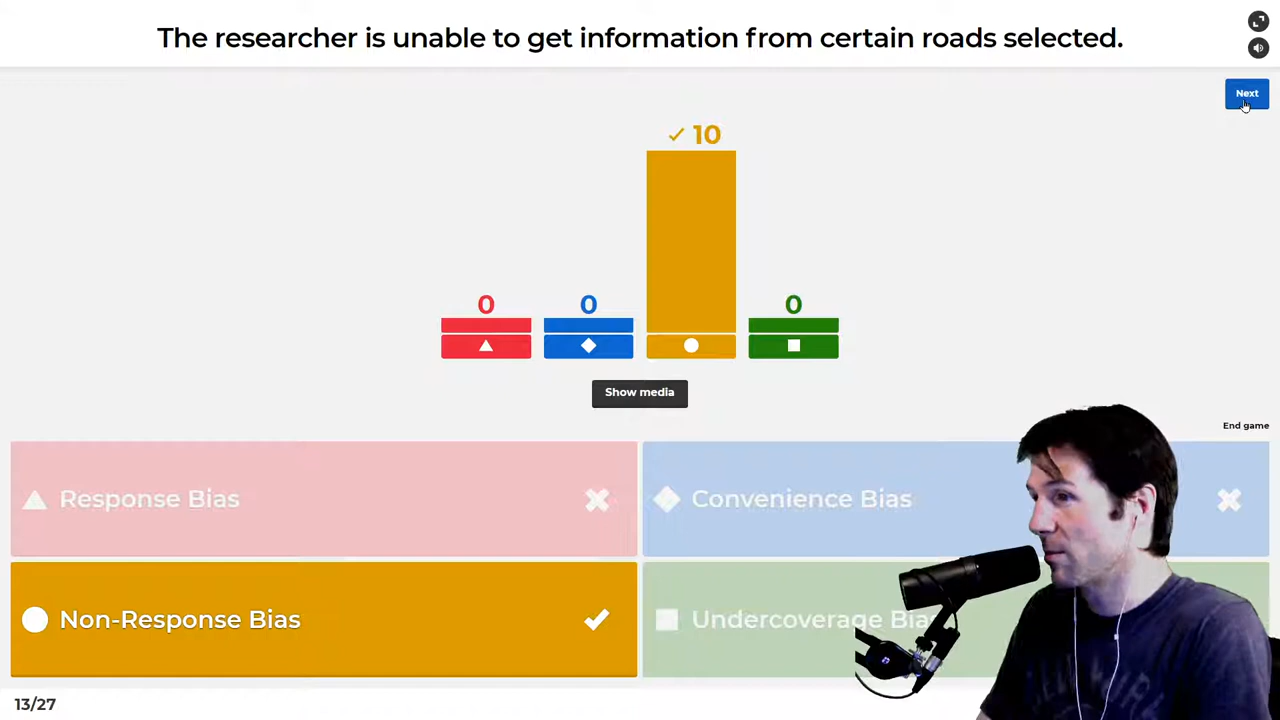 The researcher is unable to get information from certain roads selected.
Next
✓ 10
0
0
0
Show media
End game
Response Bias
Convenience Bias
Non-Response Bias
Undercoverage
13/27